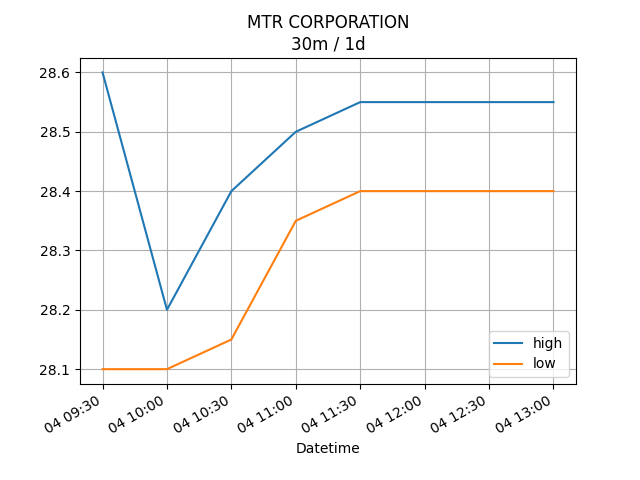 MTR CORPORATION
30m / 1d
28.6
28.5
28.4
28.3
28.2
28.1
high
low
04 09:30
04 10:00
04 10:30
04 11:00
04 11:30
04 12:00
04 12:30
04 13:00
Datetime